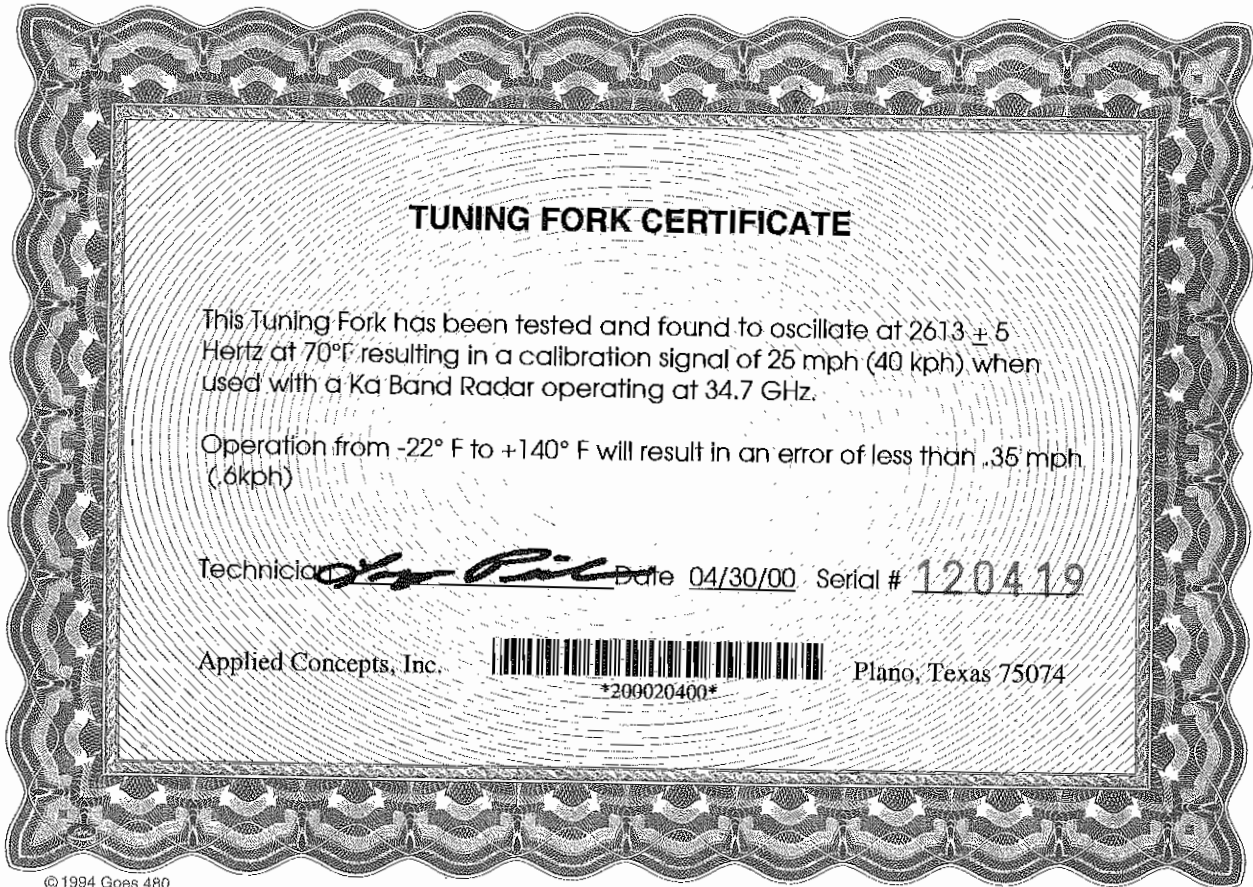 TUNING FORK CERTIFICATE
This Tuning Fork has been tested and found to oscillate at 2613 ± 5
Hertz at 70°F resulting in a calibration signal of 25 mph (40 kph) when
used with a Ka Band Radar operating at 34.7 GHz.
Operation from -22° F to +140° F will result in an error of less than .35 mph
(.6kph)
Technician Date 04/30/00 Serial # 120419
Applied Concepts, Inc. *200020400* Plano, Texas 75074
© 1994 Goes 480